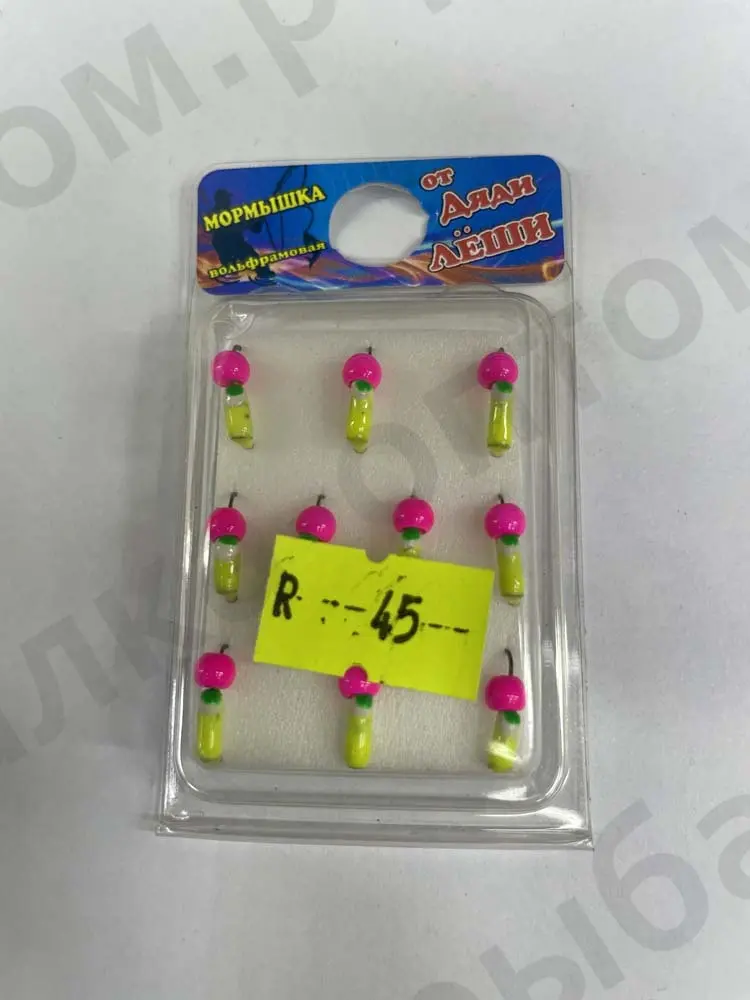 МОРМЫШКА
вольфрамовая
от
Дяди
ЛЁШИ
R --- 45 --